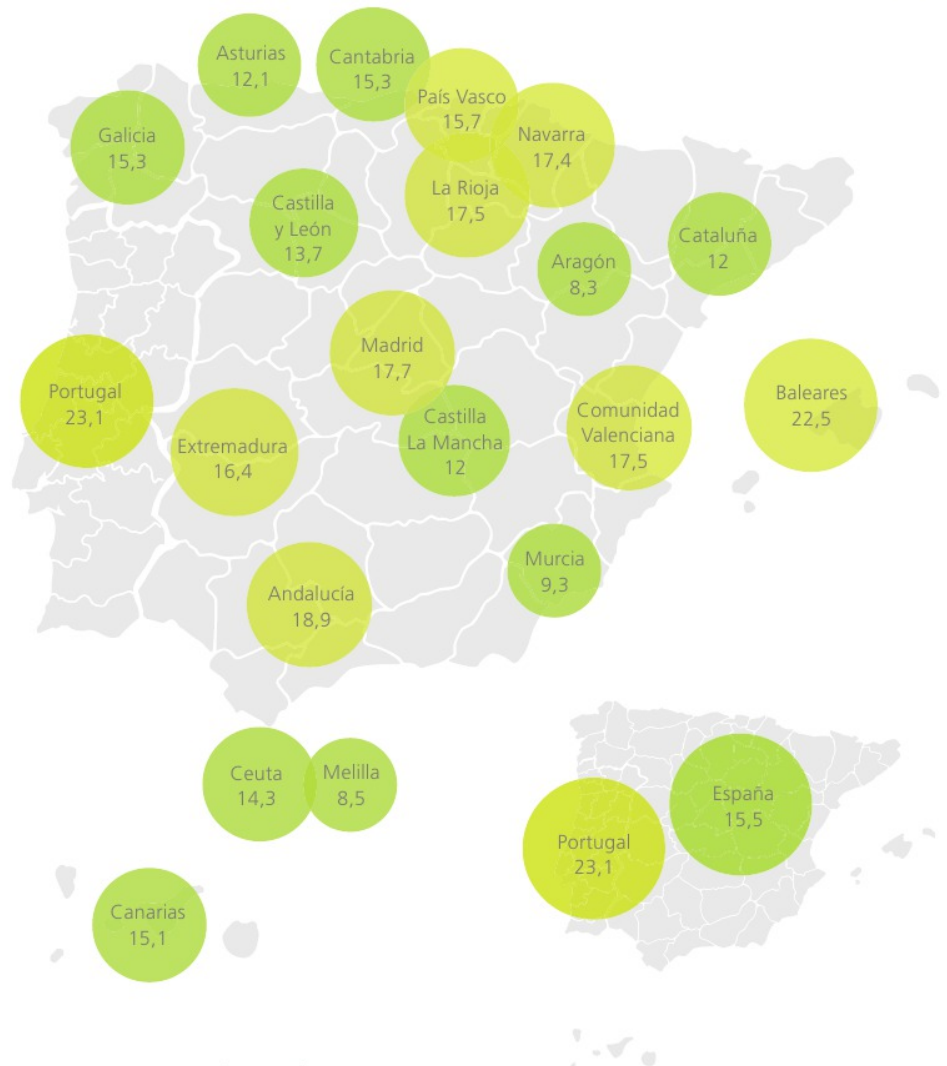 Asturias
12,1
Cantabria
15,3
País Vasco
15,7
Navarra
17,4
Galicia
15,3
La Rioja
17,5
Castilla
y León
13,7
Aragón
8,3
Cataluña
12
Madrid
17,7
Portugal
23,1
Extremadura
16,4
Castilla
La Mancha
12
Comunidad
Valenciana
17,5
Baleares
22,5
Murcia
9,3
Andalucía
18,9
Ceuta
14,3
Melilla
8,5
España
15,5
Portugal
23,1
Canarias
15,1